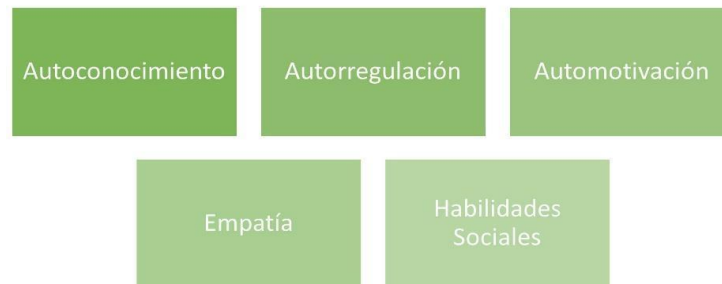 Autoconocimiento
Autorregulación
Automotivación
Empatía
Habilidades
Sociales